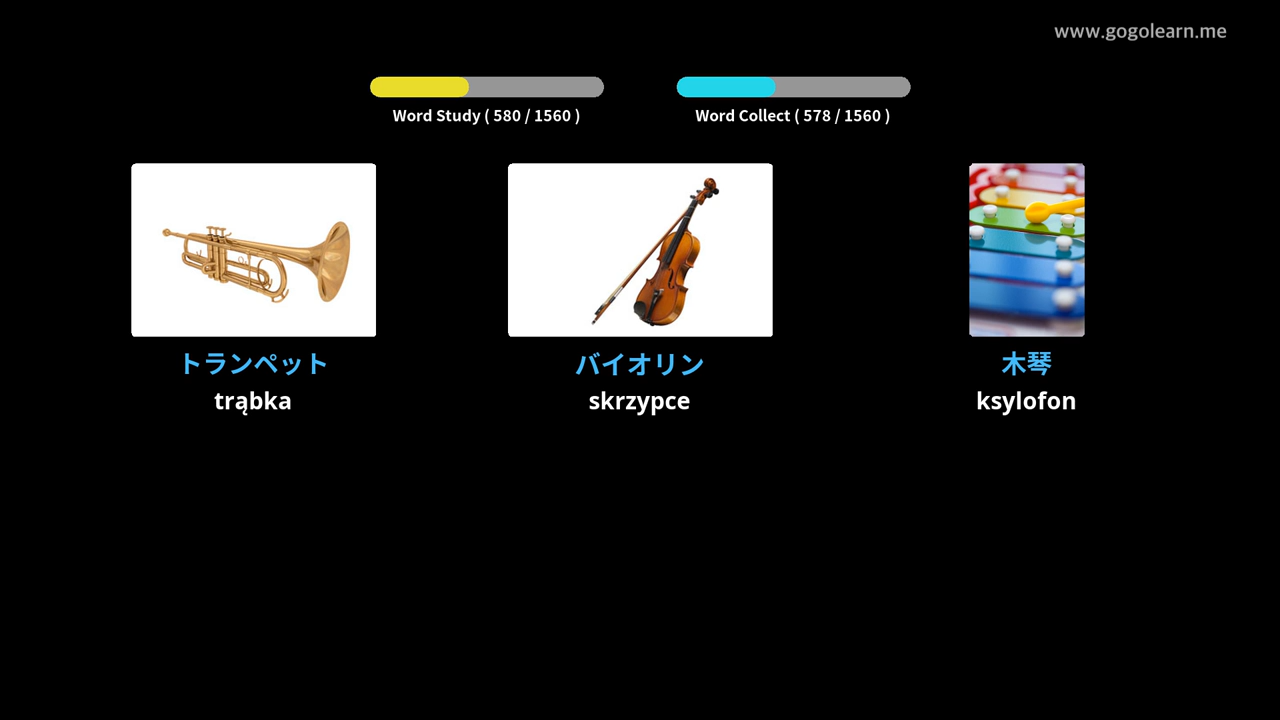 www.gogolearn.me
Word Study ( 580 / 1560 )
Word Collect ( 578 / 1560 )
トランペット
trąbka
バイオリン
skrzypce
木琴
ksylofon